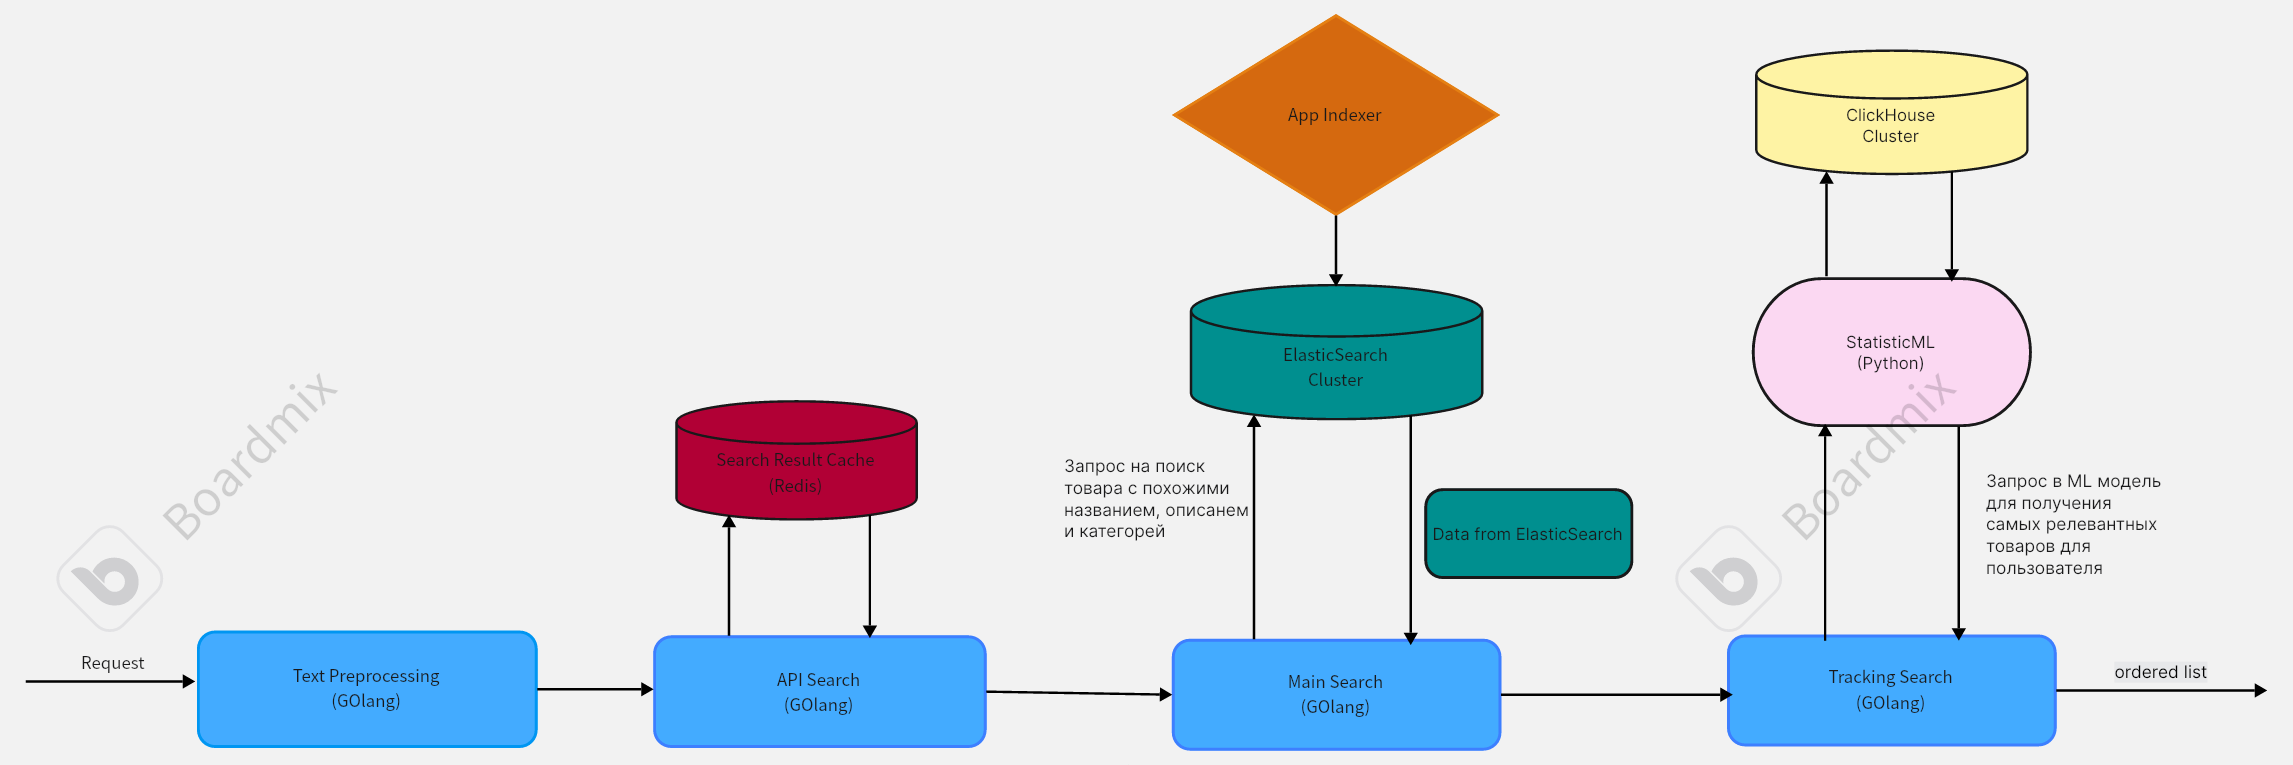 App Indexer
ClickHouse
Cluster
ElasticSearch
Cluster
StatisticML
(Python)
Boardmix
Boardmix
Search Result Cache
(Redis)
Запрос на поиск
товара с похожими
названием, описанем
и категорей
Data from ElasticSearch
Запрос в ML модель
для получения
самых релевантных
товаров для
пользователя
Request
Text Preprocessing
(GOlang)
API Search
(GOlang)
Main Search
(GOlang)
Tracking Search
(GOlang)
ordered list